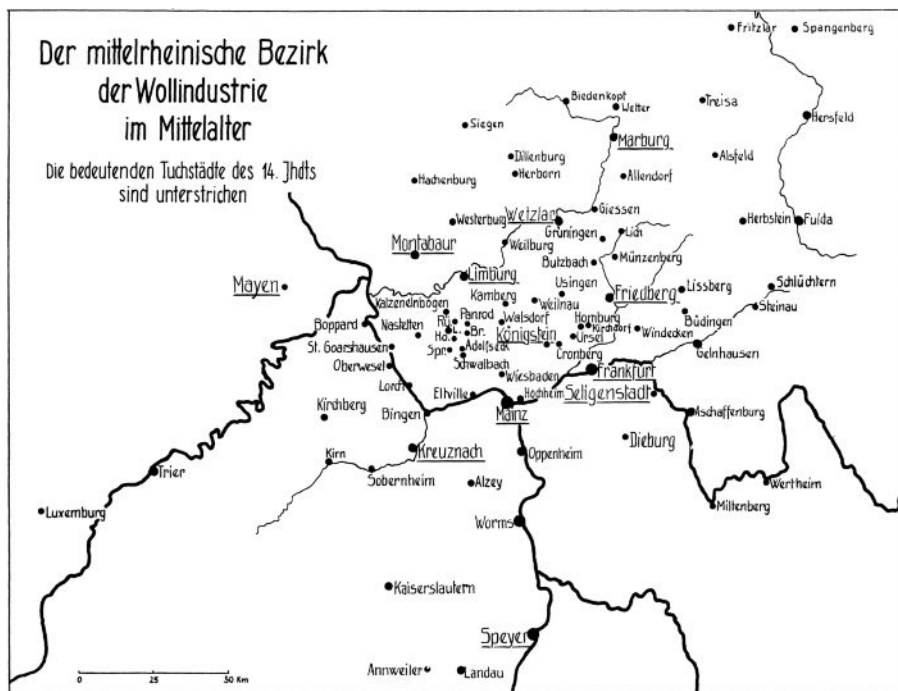 Der mittelrheinische Bezirk
der Wollindustrie
im Mittelalter
Die bedeutenden Tuchstädte des 14. Jhdts
sind unterstrichen
Fritzlar
Spangenberg
Biedenkopf
Wetter
Treisa
Hersfeld
Siegen
Marburg
Dillenburg
Alsfeld
Herborn
Allendorf
Hachenburg
Giessen
Westerburg
Wetzlar
Herbstein
Fulda
Grüningen
Lich
Montabaur
Weilburg
Butzbach
Münzenberg
Limburg
Mayen
Usingen
Lissberg
Schlüchtern
Kamberg
Weilnau
Friedberg
Katzenelnbogen
Steinau
Panrod
Walsdorf
Homburg
Büdingen
Boppard
Nastetten
Rü.
L.
Br.
Königstein
Ursel
Kirchdorf
Windecken
Hd.
St. Goarshausen
Spr.
Adolfseck
Cronberg
Gelnhausen
Schwalbach
Oberwesel
Wiesbaden
Frankfurt
Lorch
Eltville
Hochheim
Seligenstadt
Kirchberg
Bingen
Mainz
Aschaffenburg
Dieburg
Kirn
Kreuznach
Oppenheim
Trier
Sobernheim
Alzey
Wertheim
Miltenberg
Luxemburg
Worms
Kaiserslautern
Speyer
Annweiler
Landau
0 25 50 Km